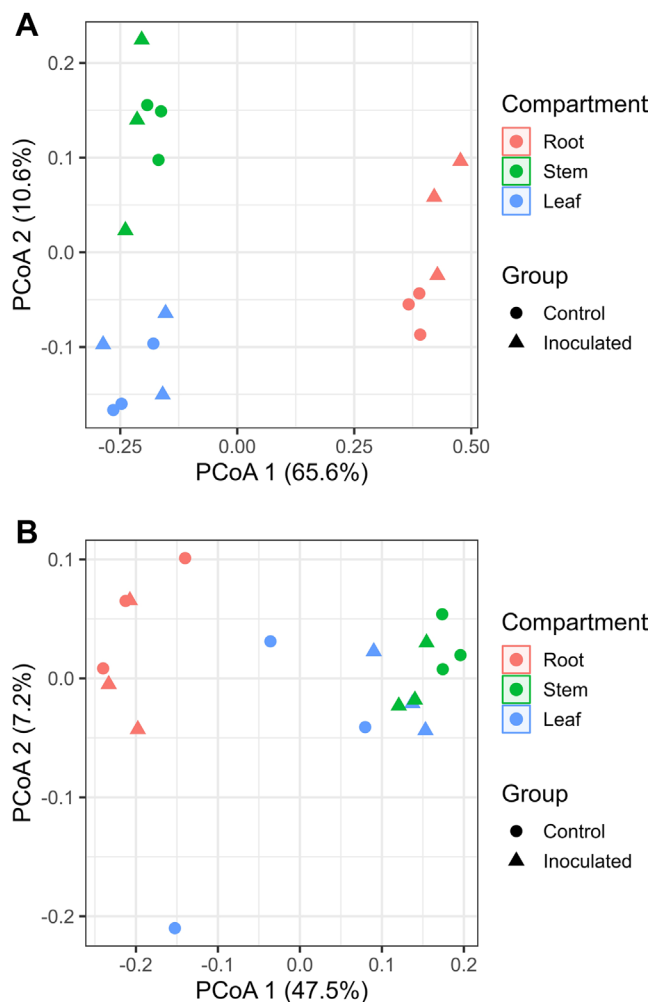 A
0.2
0.1
0.0
-0.1
PCoA 2 (10.6%)
-0.25
0.00
0.25
0.50
PCoA 1 (65.6%)
Compartment
Root
Stem
Leaf
Group
Control
Inoculated
B
0.1
0.0
-0.1
-0.2
PCoA 2 (7.2%)
-0.2
-0.1
0.0
0.1
0.2
PCoA 1 (47.5%)
Compartment
Root
Stem
Leaf
Group
Control
Inoculated